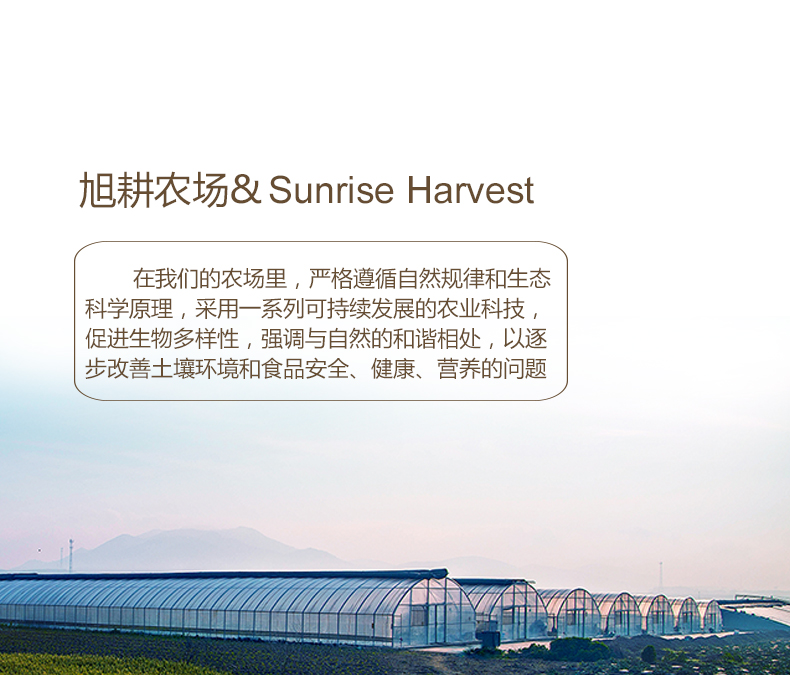 旭耕农场& Sunrise Harvest
在我们的农场里，严格遵循自然规律和生态
科学原理，采用一系列可持续发展的农业科技，
促进生物多样性，强调与自然的和谐相处，以逐
步改善土壤环境和食品安全、健康、营养的问题